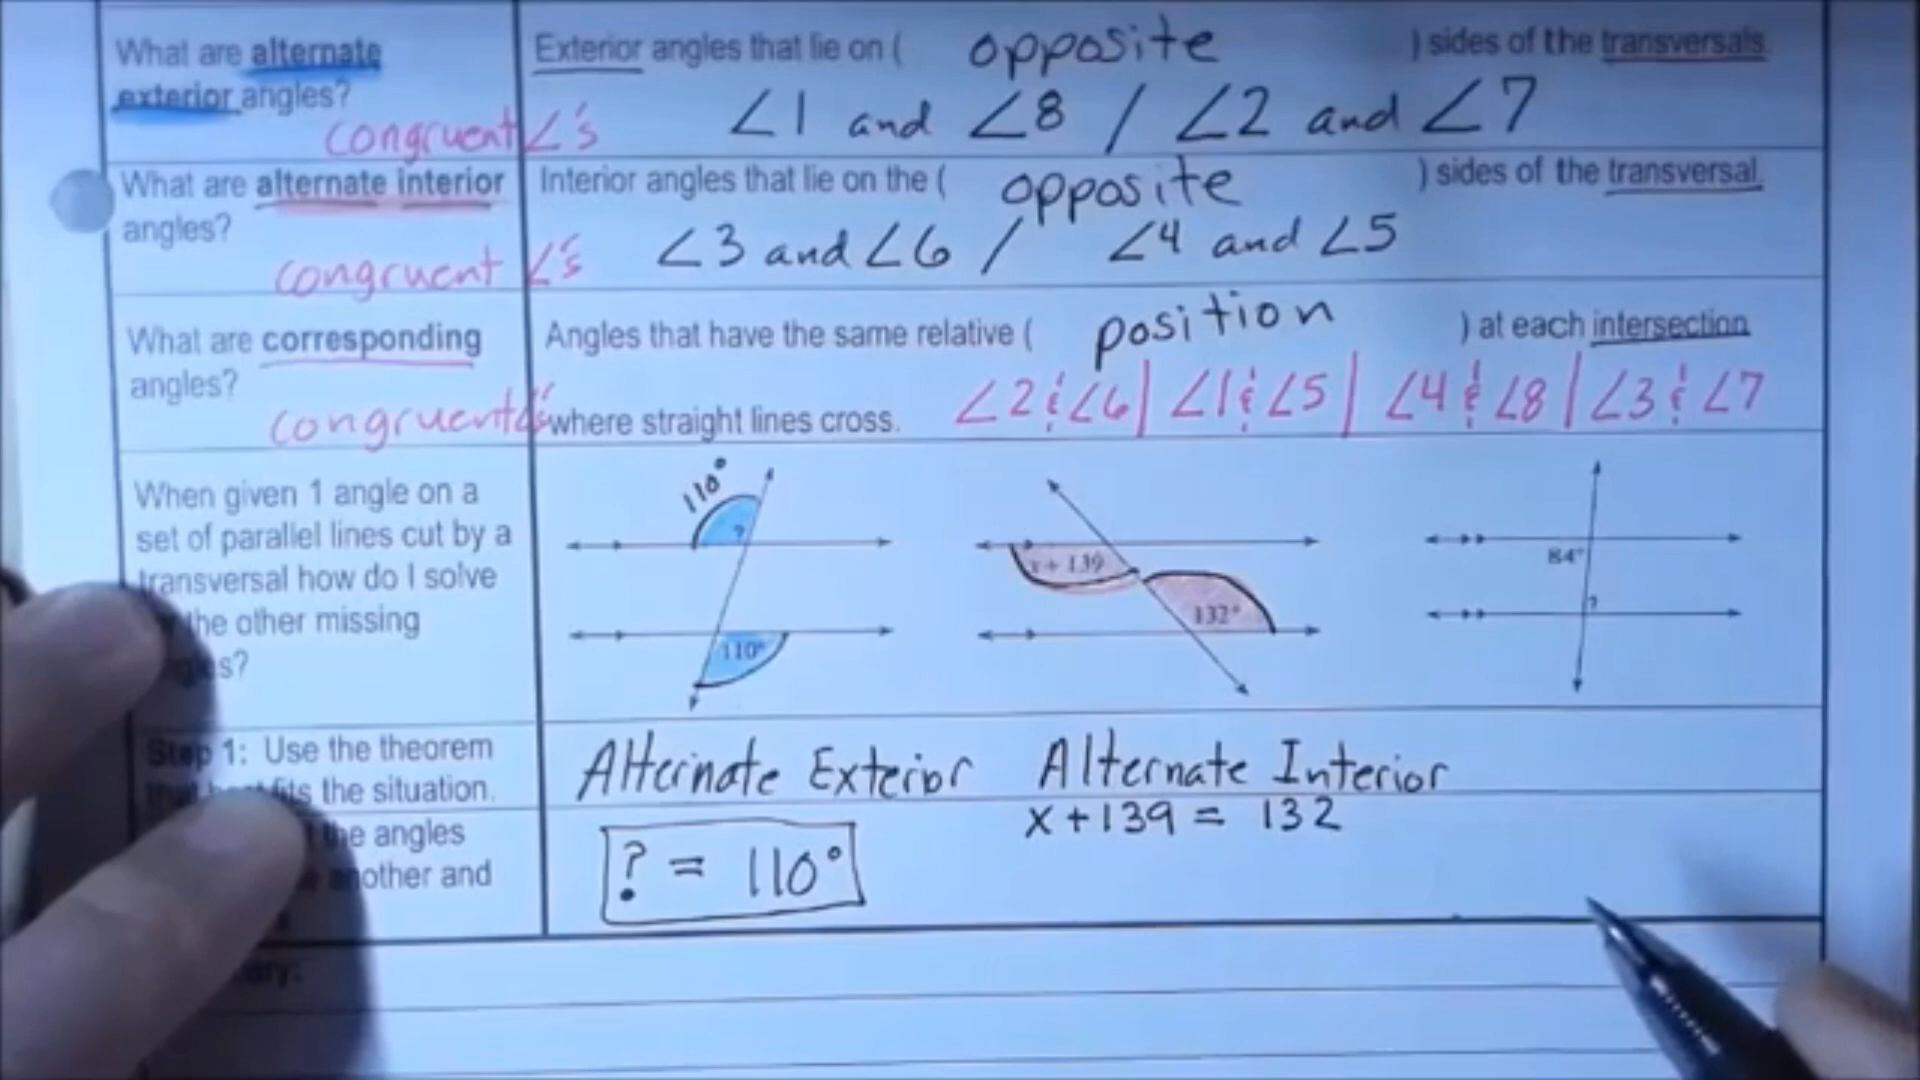 What are alternate
exterior angles?
congruent ∠'s
Exterior angles that lie on ( opposite ) sides of the transversals
∠1 and ∠8 / ∠2 and ∠7
What are alternate interior
angles?
congruent ∠'s
Interior angles that lie on the ( opposite ) sides of the transversal.
∠3 and ∠6 / ∠4 and ∠5
What are corresponding
angles?
congruent ∠'s
Angles that have the same relative ( position ) at each intersection
where straight lines cross. ∠2 & ∠6 | ∠1 & ∠5 | ∠4 & ∠8 | ∠3 & ∠7
When given 1 angle on a
set of parallel lines cut by a
transversal how do I solve
the other missing
110°
?
110°
x + 139
132°
84°
?
Step 1: Use the theorem
fits the situation.
Alternate Exterior
Alternate Interior
the angles
another and
? = 110°
x + 139 = 132